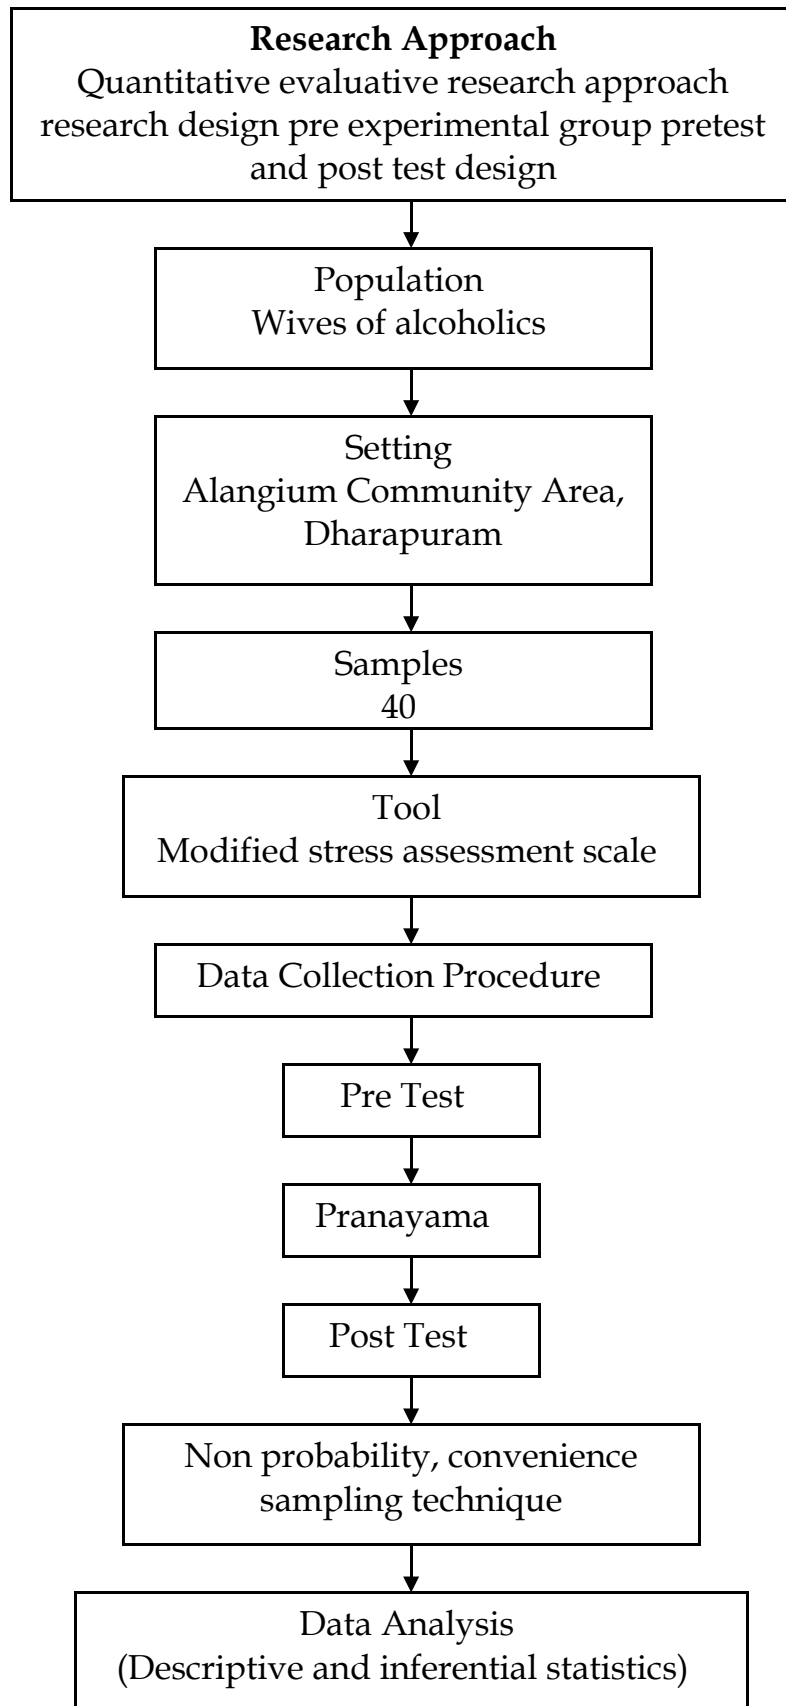 Research Approach
Quantitative evaluative research approach
research design pre experimental group pretest
and post test design
Population
Wives of alcoholics
Setting
Alangium Community Area,
Dharapuram
Samples
40
Tool
Modified stress assessment scale
Data Collection Procedure
Pre Test
Pranayama
Post Test
Non probability, convenience
sampling technique
Data Analysis
(Descriptive and inferential statistics)